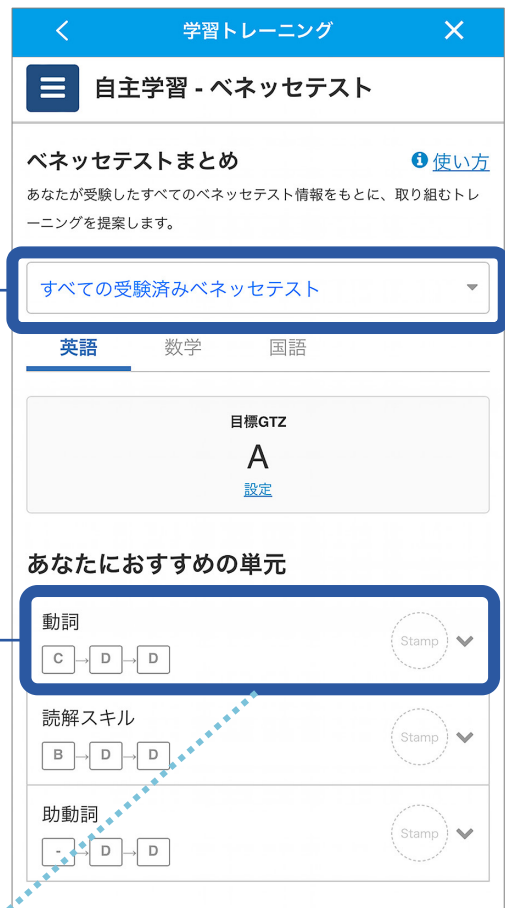 学習トレーニング
自主学習 - ベネッセテスト
ベネッセテストまとめ
使い方
あなたが受験したすべてのベネッセテスト情報をもとに、取り組むトレ
ーニングを提案します。
すべての受験済みベネッセテスト
英語 数学 国語
目標GTZ
A
設定
あなたにおすすめの単元
動詞
C→D→D
Stamp
読解スキル
B→D→D
Stamp
助動詞
-→D→D
Stamp